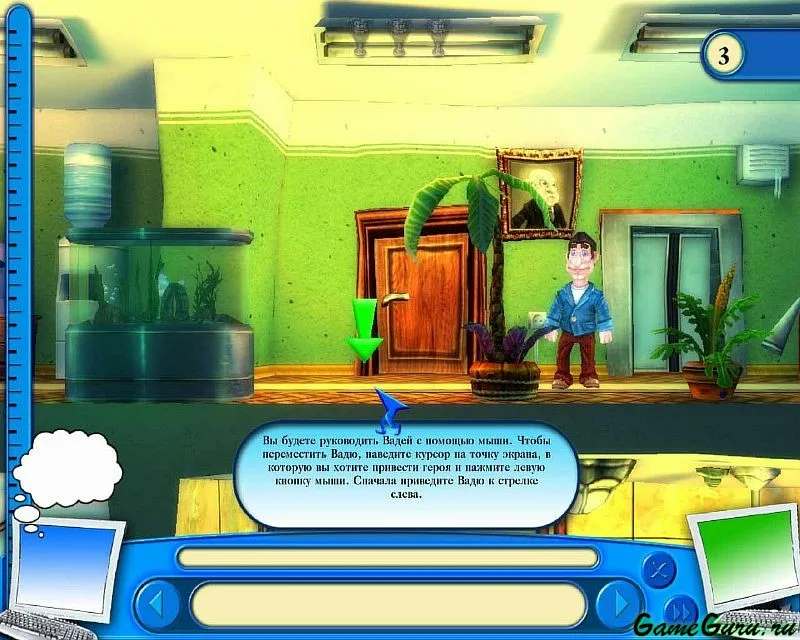 3
Вы будете руководить Вадей с помощью мыши. Чтобы
переместить Вадю, наведите курсор на точку экрана, в
которую вы хотите привести героя и нажмите левую
кнопку мыши. Сначала приведите Вадю к стрелке
слева.
GameGuru.ru